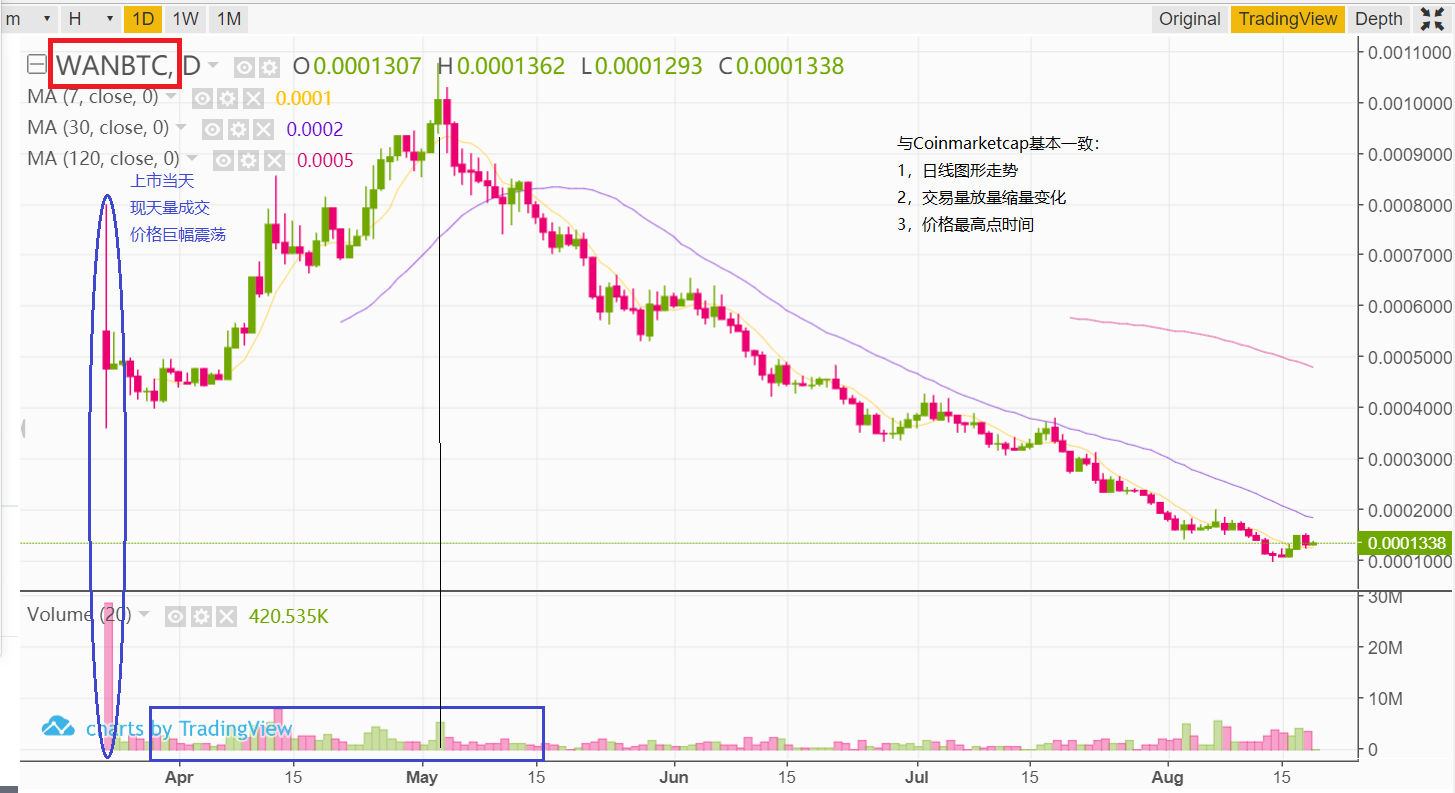 m H 1D 1W 1M Original TradingView Depth
WANBTC, D O0.0001307 H0.0001362 L0.0001293 C0.0001338
MA (7, close, 0) 0.0001
MA (30, close, 0) 0.0002
MA (120, close, 0) 0.0005
上市当天
现天量成交
价格巨幅震荡
与Coinmarketcap基本一致：
1，日线图形走势
2，交易量放量缩量变化
3，价格最高点时间
0.0011000
0.0010000
0.0009000
0.0008000
0.0007000
0.0006000
0.0005000
0.0004000
0.0003000
0.0002000
0.0001338
0.0001000
Volume (20) 420.535K
30M
20M
10M
0
charts by TradingView
Apr 15 May 15 Jun 15 Jul 15 Aug 15